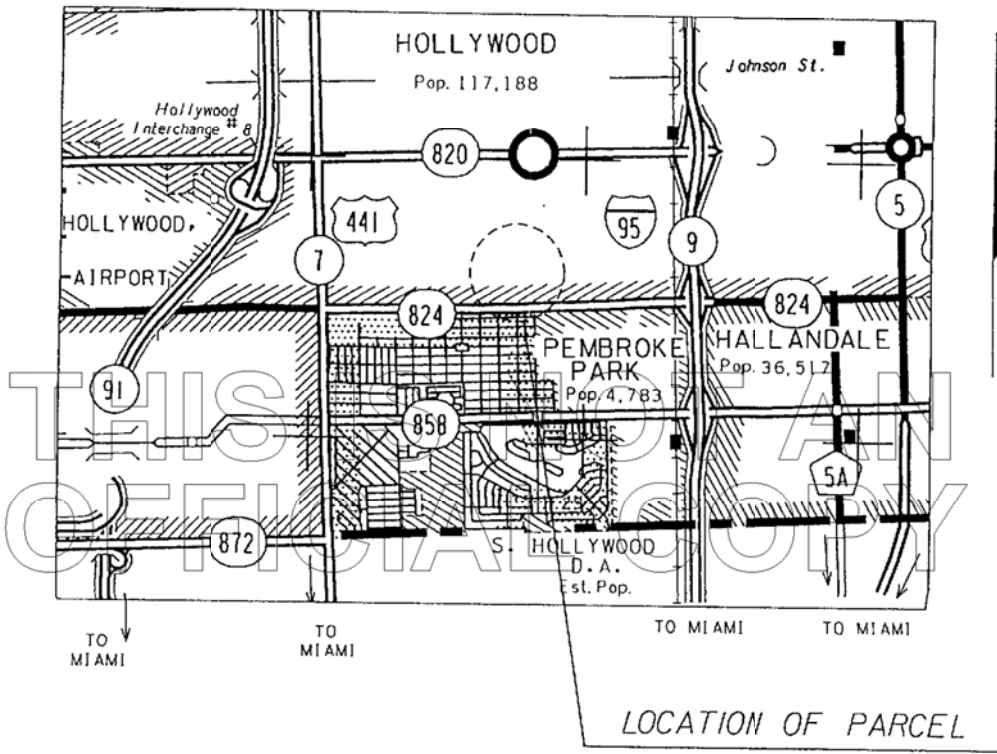 HOLLYWOOD
Pop. 117,188
Johnson St.
Hollywood
Interchange # 8
820
5
HOLLYWOOD,
441
95
7
9
AIRPORT
824
824
PEMBROKE
PARK
Pop. 4,783
HALLANDALE
Pop. 36,517
91
858
THIS IS NOT AN
OFFICIAL COPY
5A
872
S. HOLLYWOOD
D.A.
Est. Pop.
TO
MIAMI
TO
MIAMI
TO MIAMI
TO MIAMI
LOCATION OF PARCEL